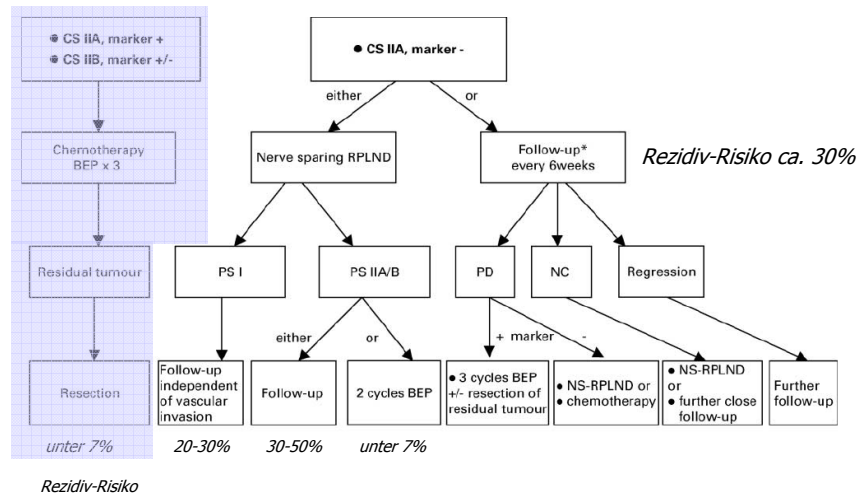 ● CS IIA, marker +
● CS IIB, marker +/-
● CS IIA, marker -
either
or
Chemotherapy
BEP x 3
Nerve sparing RPLND
Follow-up*
every 6weeks
Rezidiv-Risiko ca. 30%
Residual tumour
PS I
PS IIA/B
PD
NC
Regression
either
or
+ marker -
Resection
Follow-up
independent
of vascular
invasion
Follow-up
2 cycles BEP
● 3 cycles BEP
+/- resection of
residual tumour
● NS-RPLND or
● chemotherapy
● NS-RPLND
or
● further close
follow-up
Further
follow-up
unter 7%
20-30%
30-50%
unter 7%
Rezidiv-Risiko